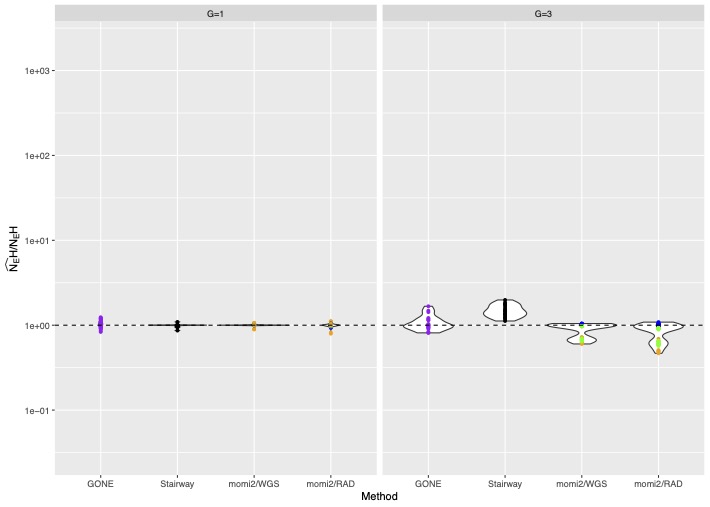 G=1
G=3
1e+03
1e+02
1e+01
1e+00
1e−01
N̂EH/NEH
GONE
Stairway
momi2/WGS
momi2/RAD
GONE
Stairway
momi2/WGS
momi2/RAD
Method